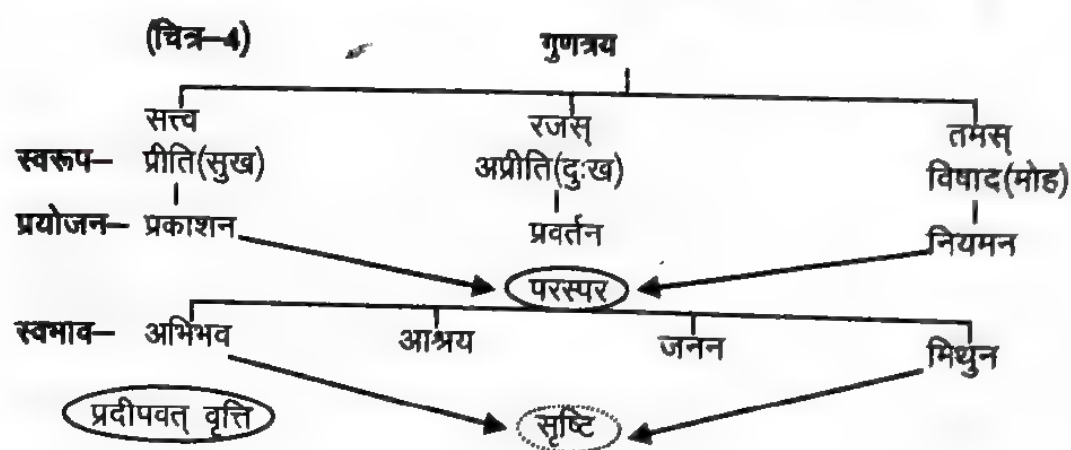 (चित्र–4) गुणत्रय
सत्त्व रजस् तमस्
स्वरूप– प्रीति(सुख) अप्रीति(दुःख) विषाद(मोह)
प्रयोजन– प्रकाशन प्रवर्तन नियमन
परस्पर
स्वभाव– अभिभव आश्रय जनन मिथुन
प्रदीपवत् वृत्ति सृष्टि